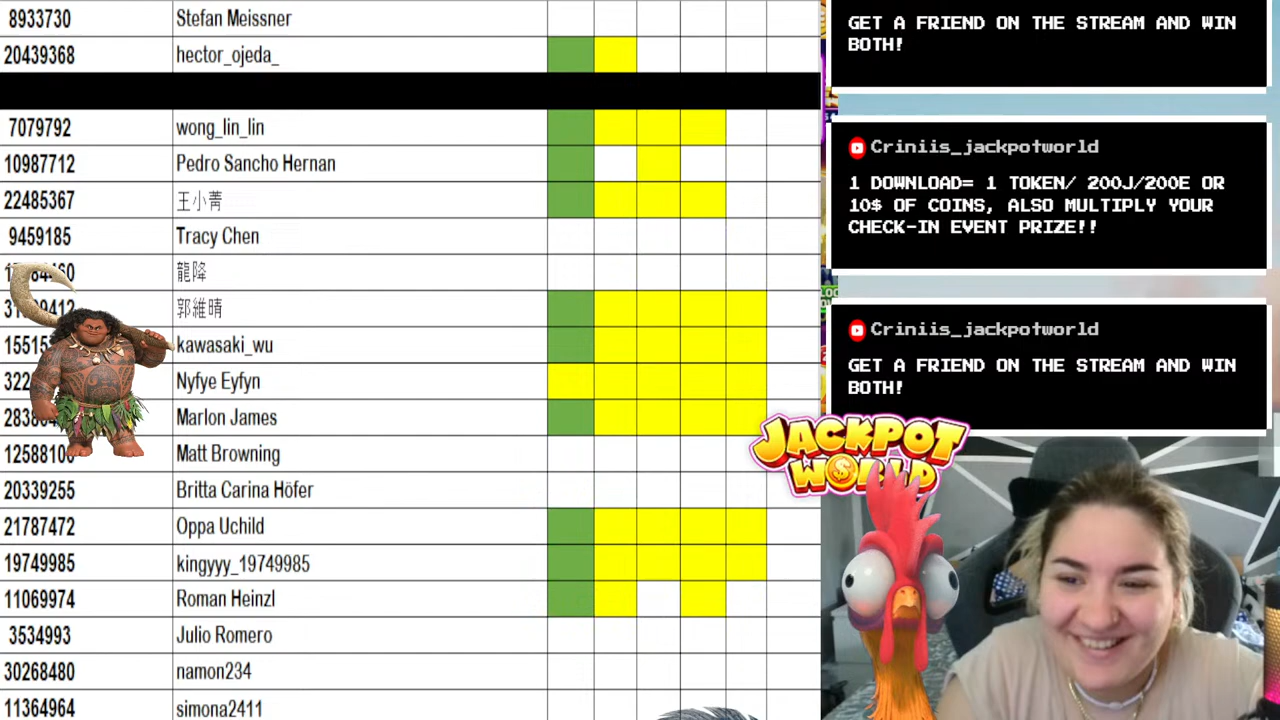 8933730 Stefan Meissner
20439368 hector_ojeda_
7079792 wong_lin_lin
10987712 Pedro Sancho Hernan
22485367 王小菁
9459185 Tracy Chen
龍降
郭維晴
kawasaki_wu
Nyfye Eyfyn
Marlon James
12588100 Matt Browning
20339255 Britta Carina Höfer
21787472 Oppa Uchild
19749985 kingyyy_19749985
11069974 Roman Heinzl
3534993 Julio Romero
30268480 namon234
11364964 simona2411
GET A FRIEND ON THE STREAM AND WIN
BOTH!
Criniis_jackpotworld
1 DOWNLOAD= 1 TOKEN/ 200J/200E OR
10$ OF COINS, ALSO MULTIPLY YOUR
CHECK-IN EVENT PRIZE!!
Criniis_jackpotworld
GET A FRIEND ON THE STREAM AND WIN
BOTH!
JACKPOT
WORLD